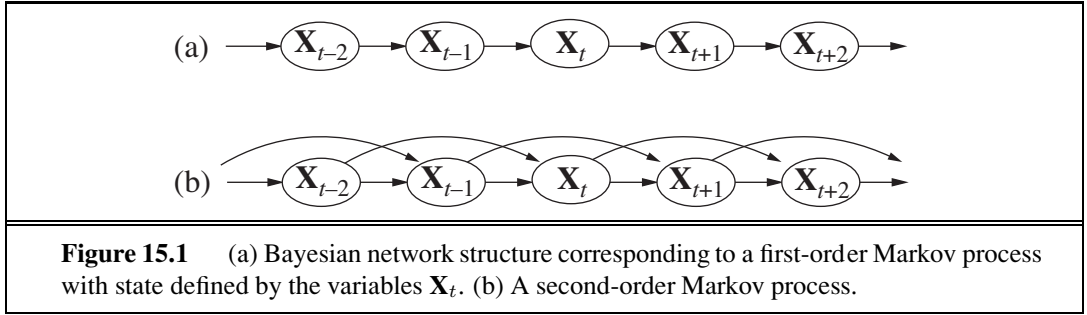 (a) X_{t–2} X_{t–1} X_t X_{t+1} X_{t+2}
(b) X_{t–2} X_{t–1} X_t X_{t+1} X_{t+2}
Figure 15.1 (a) Bayesian network structure corresponding to a first-order Markov process
with state defined by the variables X_t. (b) A second-order Markov process.